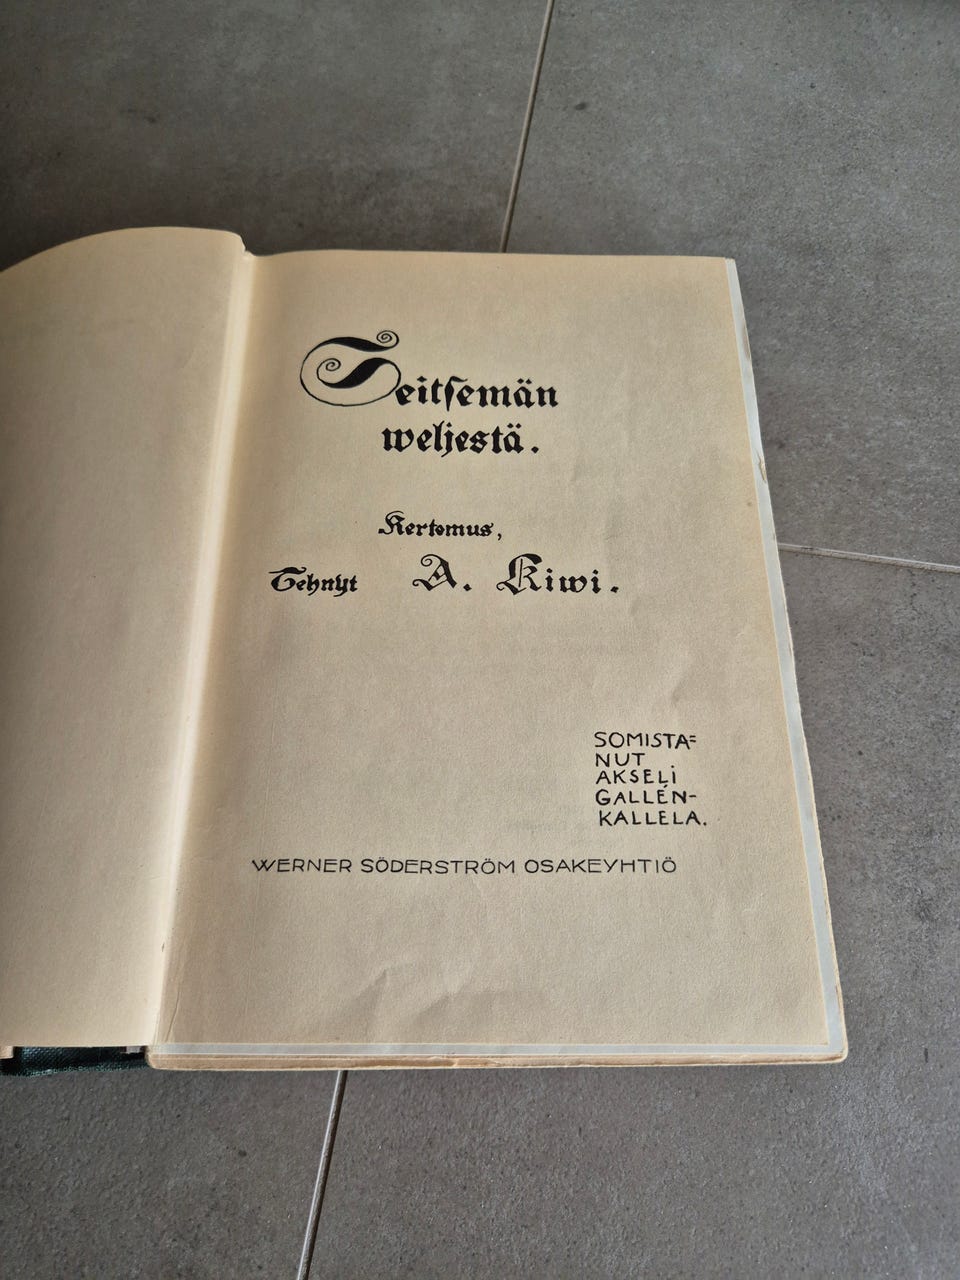 Seitſemän
weljestä.
Kertomus,
Tehnyt A. Kiwi.
SOMISTA=
NUT
AKSELI
GALLÉN-
KALLELA.
WERNER SÖDERSTRÖM OSAKEYHTIÖ